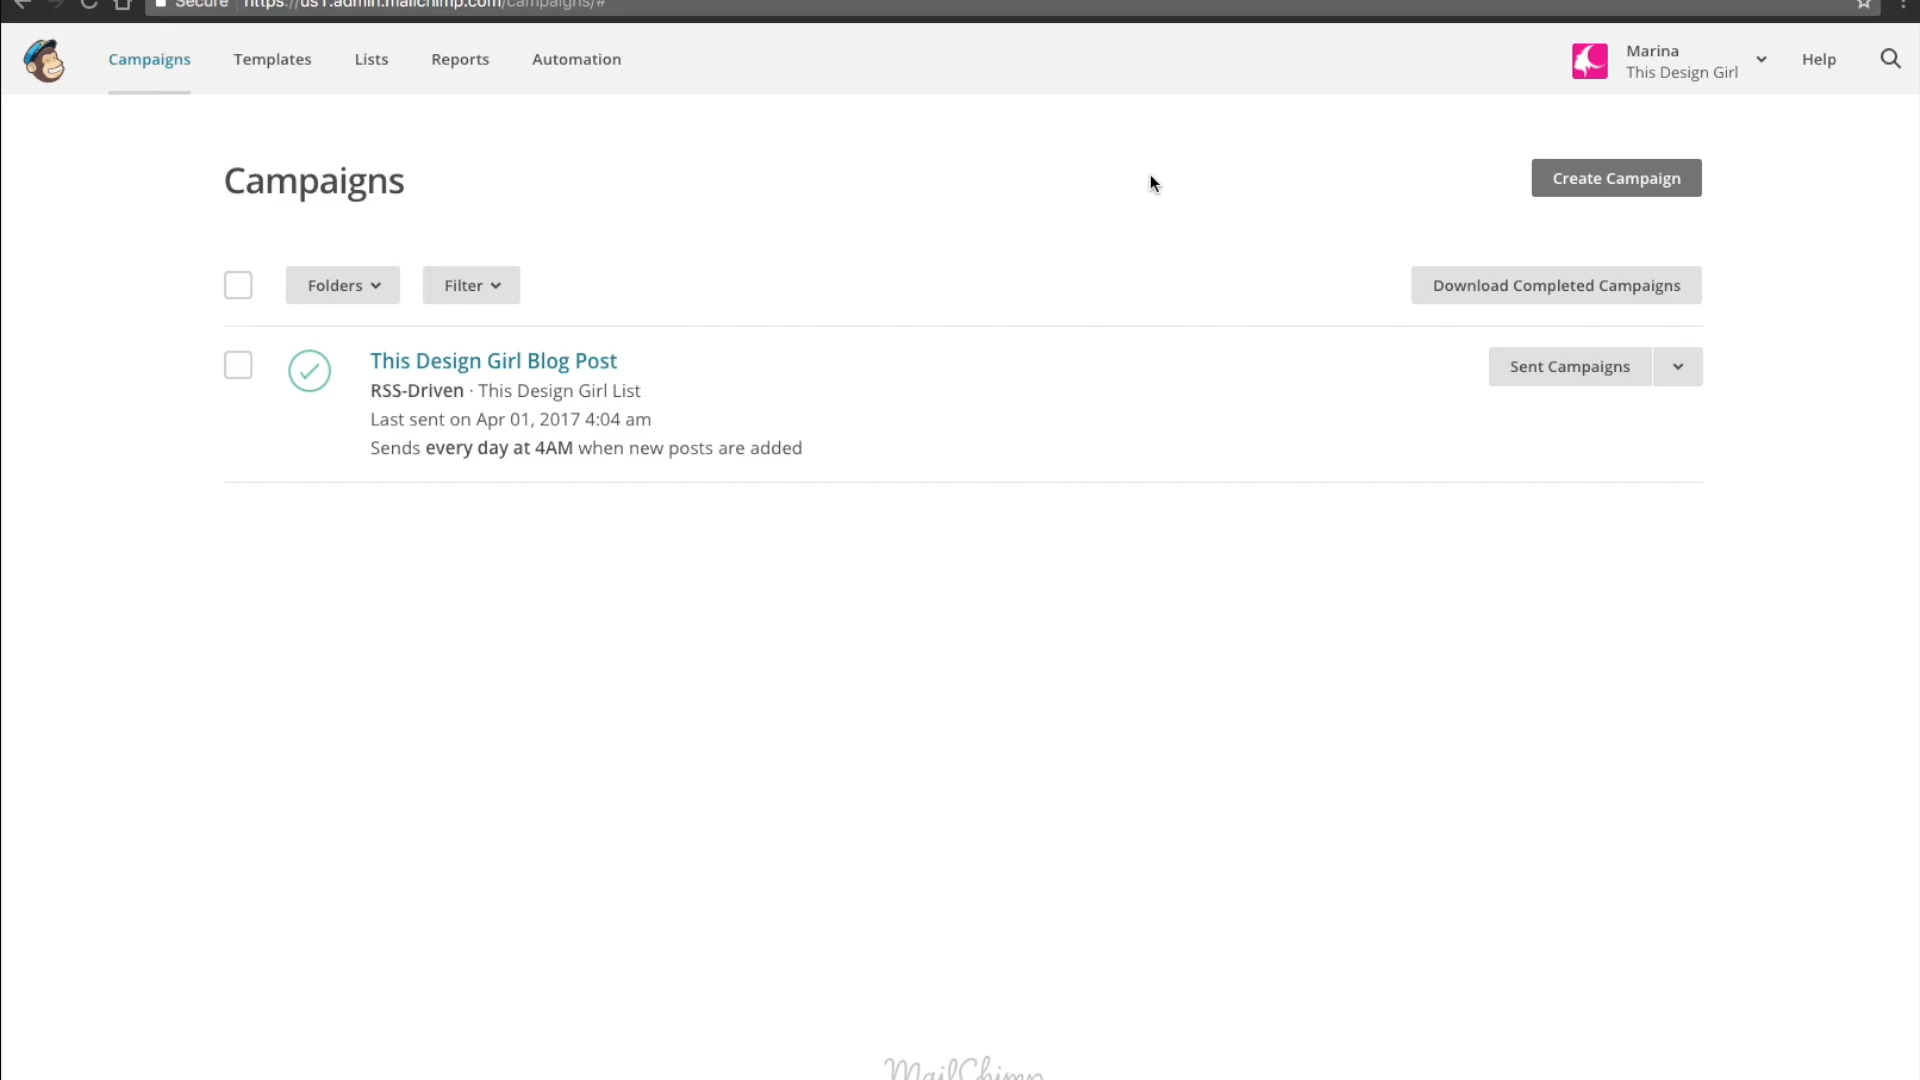 Secure https://us1.admin.mailchimp.com/campaigns/#
Campaigns Templates Lists Reports Automation
Marina
This Design Girl
Help
Campaigns
Create Campaign
Folders Filter Download Completed Campaigns
This Design Girl Blog Post
Sent Campaigns
RSS-Driven · This Design Girl List
Last sent on Apr 01, 2017 4:04 am
Sends every day at 4AM when new posts are added
MailChimp